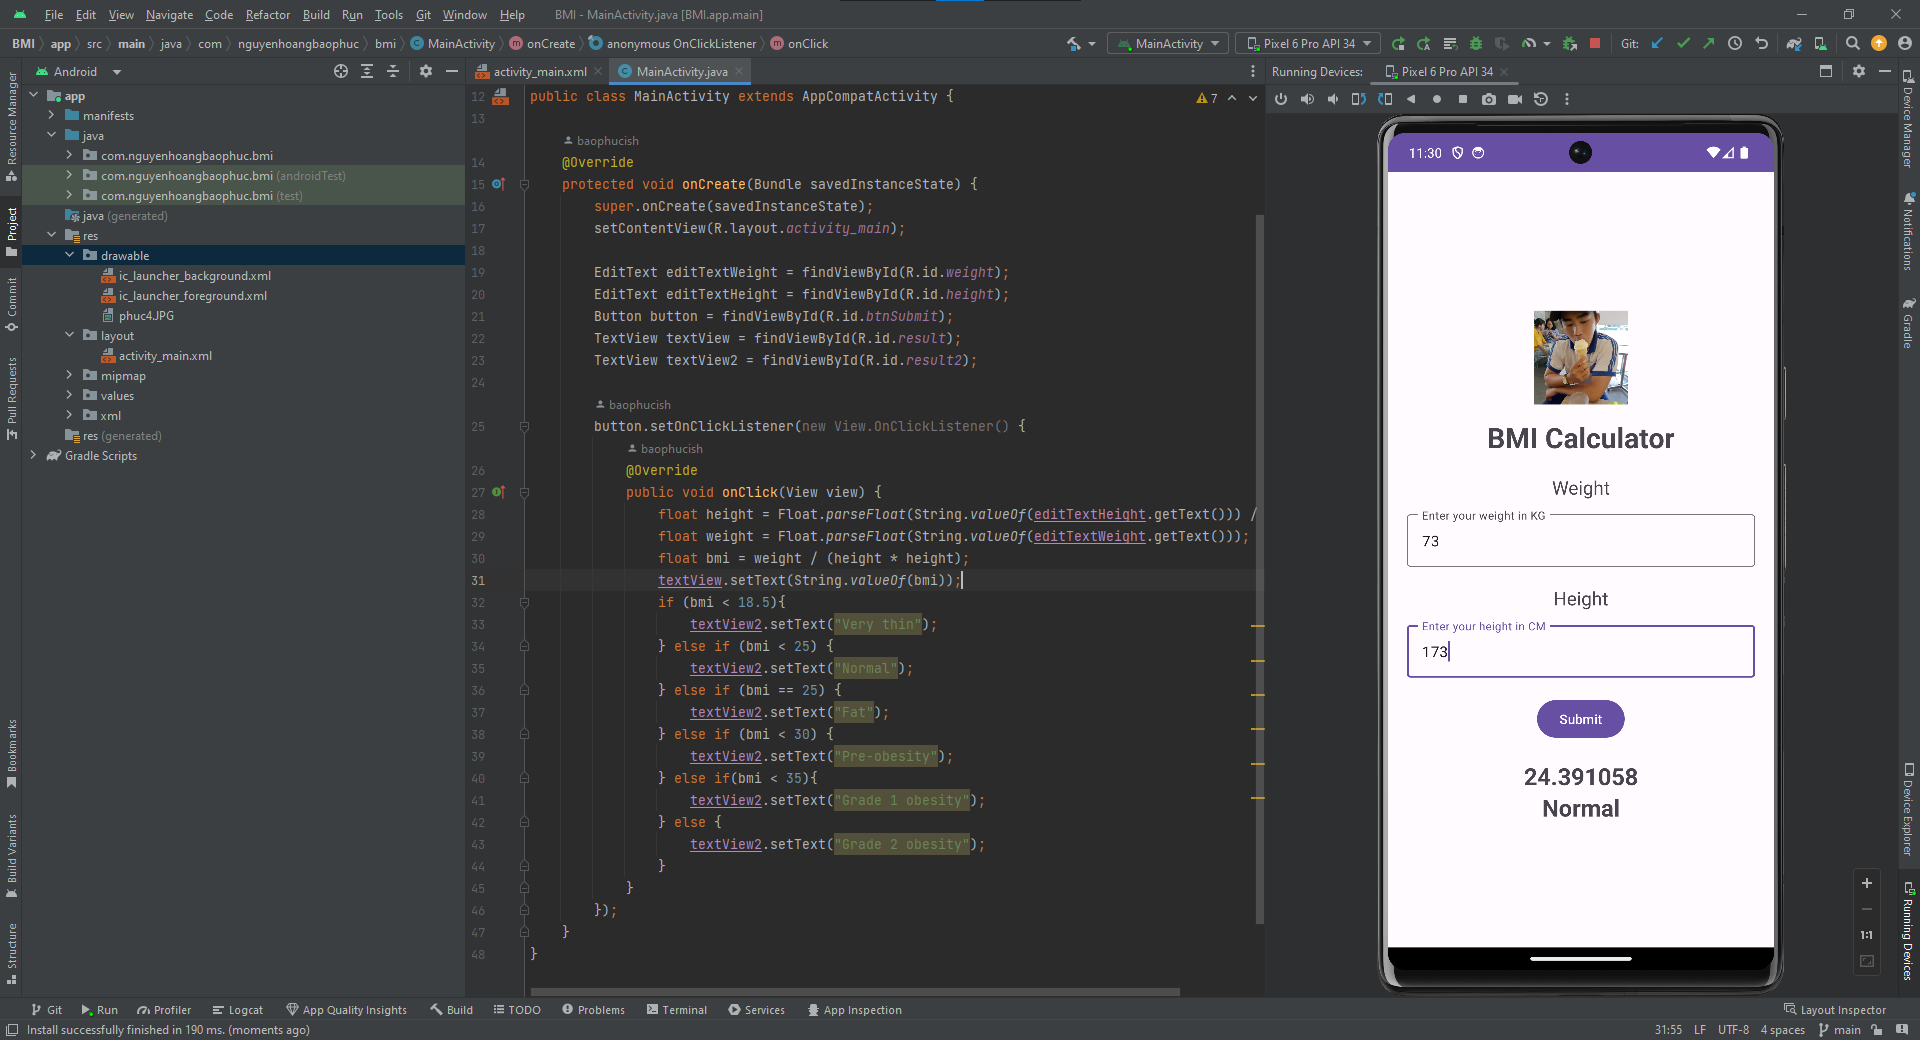 File Edit View Navigate Code Refactor Build Run Tools Git Window Help BMI - MainActivity.java [BMI.app.main]
BMI app src main java com nguyenhoangbaophuc bmi MainActivity onCreate anonymous OnClickListener onClick MainActivity Pixel 6 Pro API 34 Git:
Android
activity_main.xml MainActivity.java
Running Devices: Pixel 6 Pro API 34
Resource Manager
Project
Commit
Pull Requests
Bookmarks
Build Variants
Structure
app
manifests
java
com.nguyenhoangbaophuc.bmi
com.nguyenhoangbaophuc.bmi (androidTest)
com.nguyenhoangbaophuc.bmi (test)
java (generated)
res
drawable
ic_launcher_background.xml
ic_launcher_foreground.xml
phuc4JPG
layout
activity_main.xml
mipmap
values
xml
res (generated)
Gradle Scripts
7
12 public class MainActivity extends AppCompatActivity {
13
baophucish
14 @Override
15 protected void onCreate(Bundle savedInstanceState) {
16 super.onCreate(savedInstanceState);
17 setContentView(R.layout.activity_main);
18
19 EditText editTextWeight = findViewById(R.id.weight);
20 EditText editTextHeight = findViewById(R.id.height);
21 Button button = findViewById(R.id.btnSubmit);
22 TextView textView = findViewById(R.id.result);
23 TextView textView2 = findViewById(R.id.result2);
24
baophucish
25 button.setOnClickListener(new View.OnClickListener() {
baophucish
26 @Override
27 public void onClick(View view) {
28 float height = Float.parseFloat(String.valueOf(editTextHeight.getText())) /
29 float weight = Float.parseFloat(String.valueOf(editTextWeight.getText()));
30 float bmi = weight / (height * height);
31 textView.setText(String.valueOf(bmi));
32 if (bmi < 18.5){
33 textView2.setText("Very thin");
34 } else if (bmi < 25) {
35 textView2.setText("Normal");
36 } else if (bmi == 25) {
37 textView2.setText("Fat");
38 } else if (bmi < 30) {
39 textView2.setText("Pre-obesity");
40 } else if(bmi < 35){
41 textView2.setText("Grade 1 obesity");
42 } else {
43 textView2.setText("Grade 2 obesity");
44 }
45 }
46 });
47 }
48 }
11:30
BMI Calculator
Weight
Enter your weight in KG
73
Height
Enter your height in CM
173
Submit
24.391058
Normal
1:1
Device Manager
Notifications
Gradle
Device Explorer
Running Devices
Git Run Profiler Logcat App Quality Insights Build TODO Problems Terminal Services App Inspection Layout Inspector
Install successfully finished in 190 ms. (moments ago) 31:55 LF UTF-8 4 spaces main